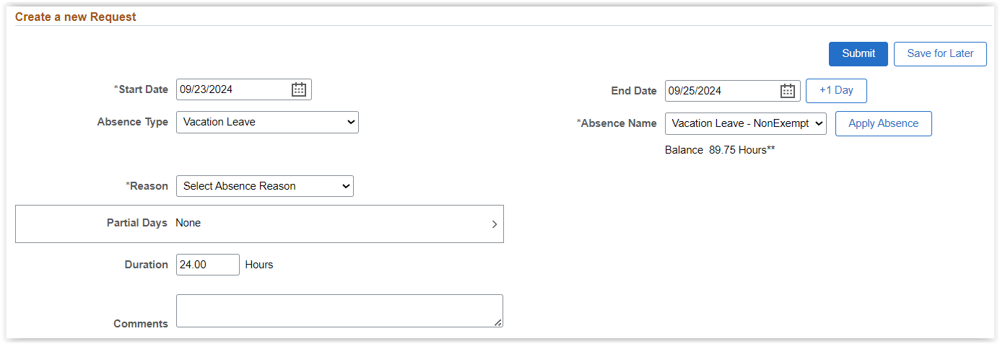 Create a new Request
Submit
Save for Later
*Start Date 09/23/2024
End Date 09/25/2024 +1 Day
Absence Type Vacation Leave
*Absence Name Vacation Leave - NonExempt Apply Absence
Balance 89.75 Hours**
*Reason Select Absence Reason
Partial Days None
Duration 24.00 Hours
Comments